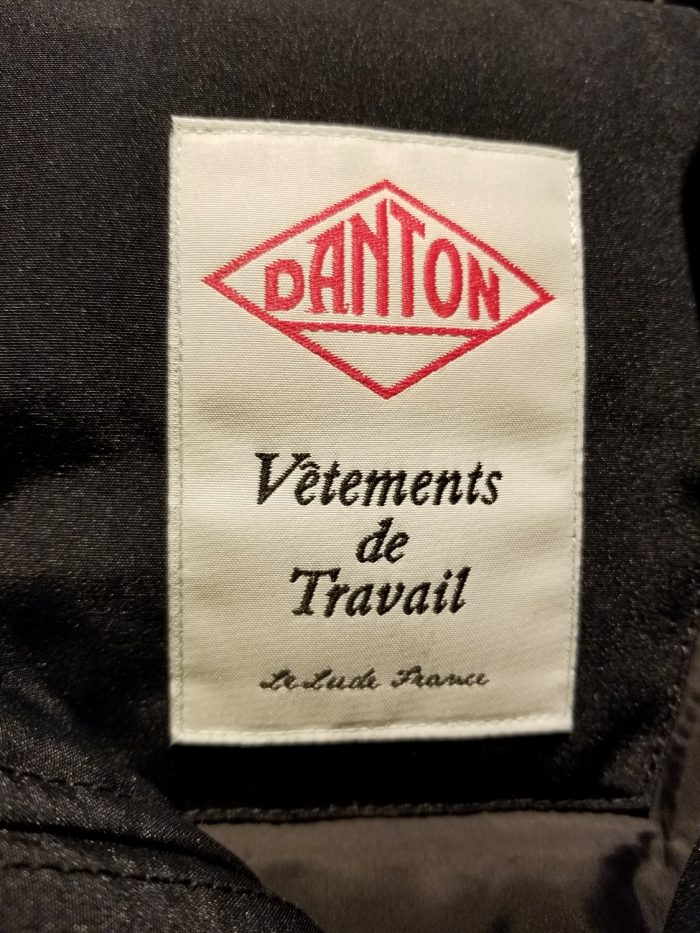 DANTON
Vêtements
de
Travail
Le Lude France